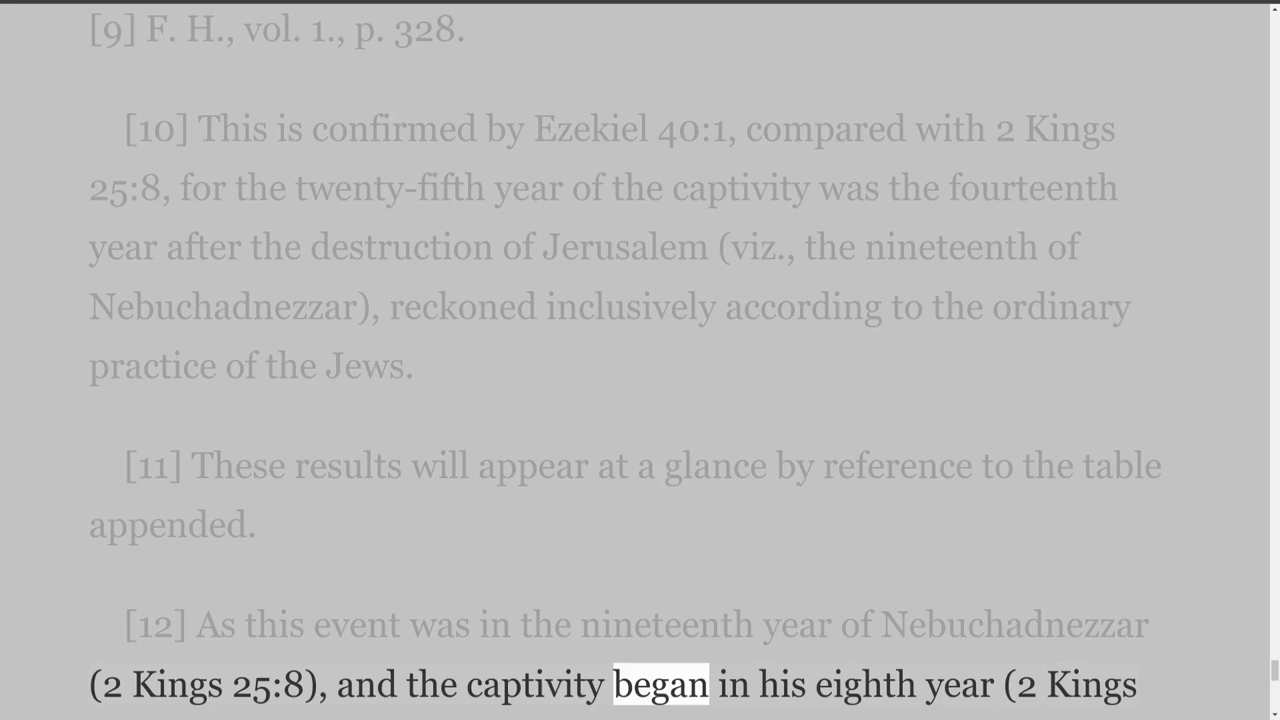 [9] F. H., vol. 1., p. 328.
[10] This is confirmed by Ezekiel 40:1, compared with 2 Kings
25:8, for the twenty-fifth year of the captivity was the fourteenth
year after the destruction of Jerusalem (viz., the nineteenth of
Nebuchadnezzar), reckoned inclusively according to the ordinary
practice of the Jews.
[11] These results will appear at a glance by reference to the table
appended.
[12] As this event was in the nineteenth year of Nebuchadnezzar
(2 Kings 25:8), and the captivity began in his eighth year (2 Kings